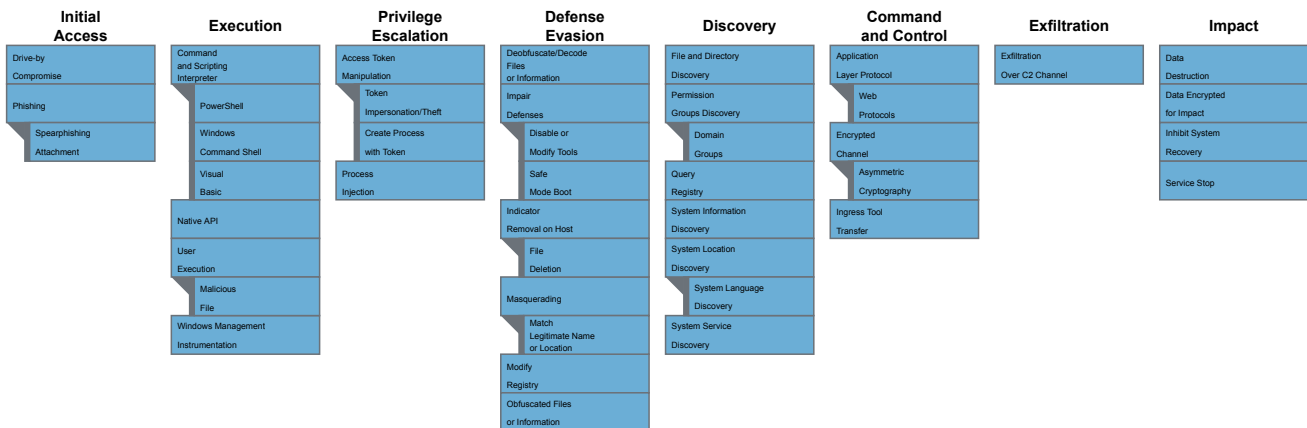 Initial
Access
Drive-by
Compromise
Phishing
Spearphishing
Attachment
Execution
Command
and Scripting
Interpreter
PowerShell
Windows
Command Shell
Visual
Basic
Native API
User
Execution
Malicious
File
Windows Management
Instrumentation
Privilege
Escalation
Access Token
Manipulation
Token
Impersonation/Theft
Create Process
with Token
Process
Injection
Defense
Evasion
Deobfuscate/Decode
Files
or Information
Impair
Defenses
Disable or
Modify Tools
Safe
Mode Boot
Indicator
Removal on Host
File
Deletion
Masquerading
Match
Legitimate Name
or Location
Modify
Registry
Obfuscated Files
or Information
Discovery
File and Directory
Discovery
Permission
Groups Discovery
Domain
Groups
Query
Registry
System Information
Discovery
System Location
Discovery
System Language
Discovery
System Service
Discovery
Command
and Control
Application
Layer Protocol
Web
Protocols
Encrypted
Channel
Asymmetric
Cryptography
Ingress Tool
Transfer
Exfiltration
Exfiltration
Over C2 Channel
Impact
Data
Destruction
Data Encrypted
for Impact
Inhibit System
Recovery
Service Stop